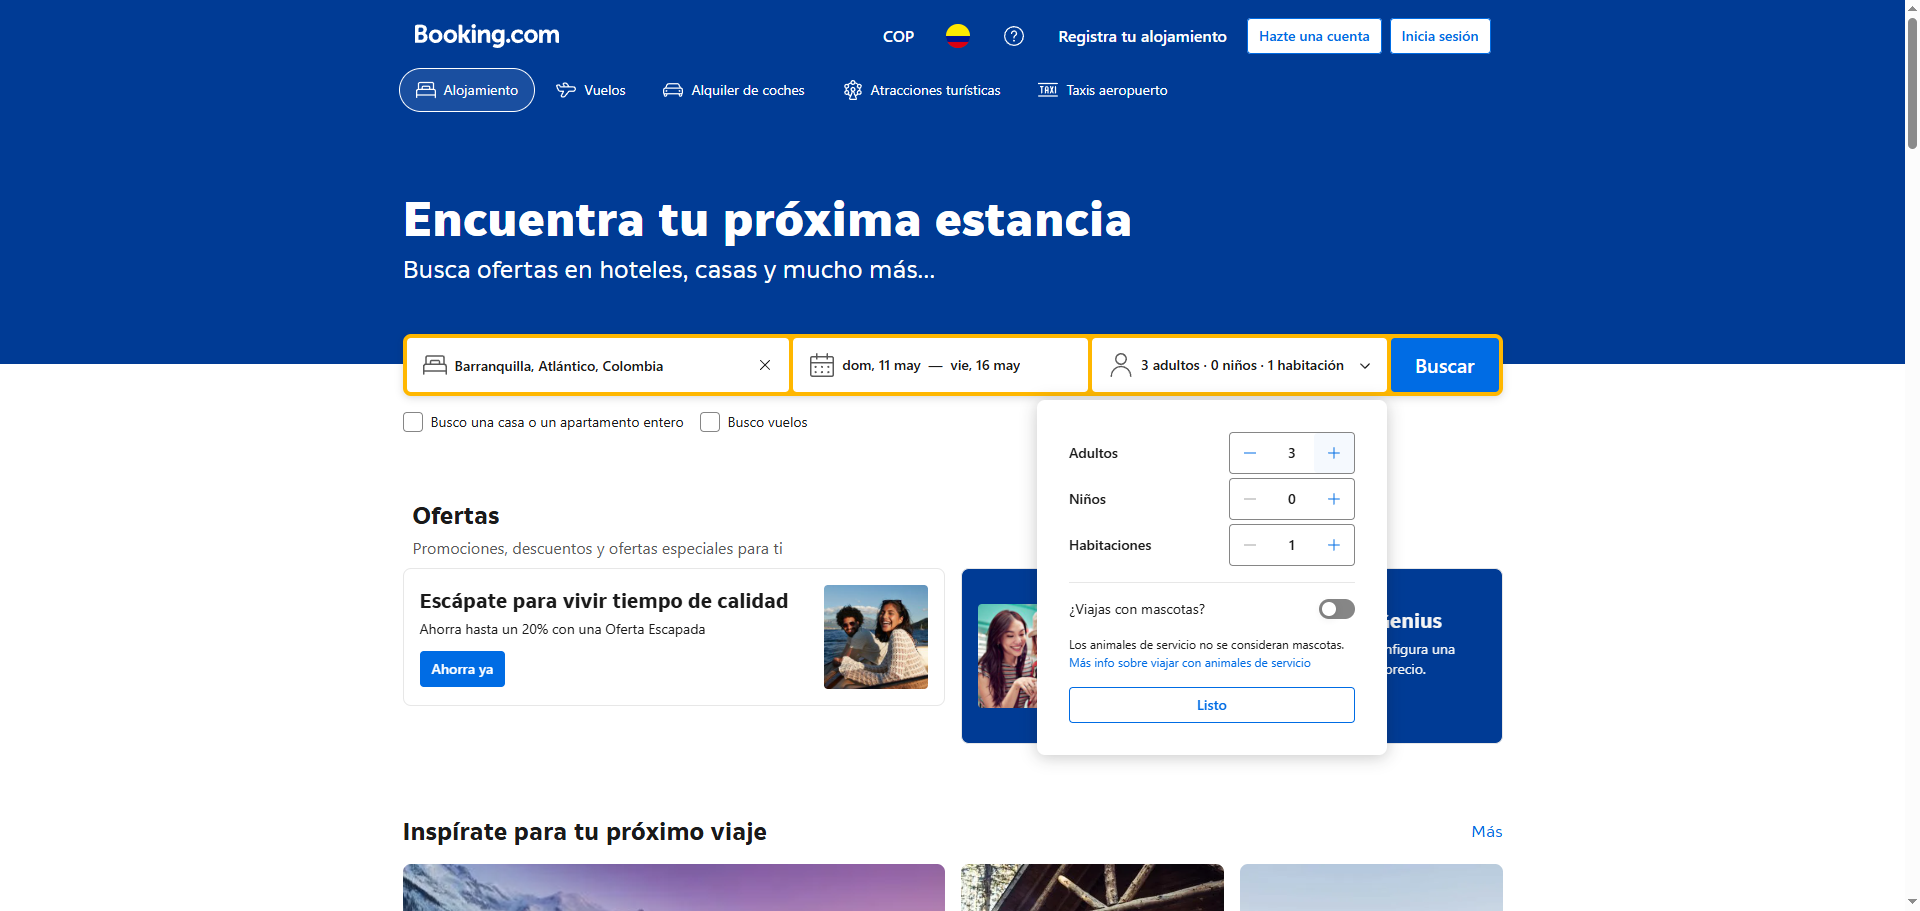 Booking.com
COP
Registra tu alojamiento
Hazte una cuenta
Inicia sesión
Alojamiento
Vuelos
Alquiler de coches
Atracciones turísticas
TAXI
Taxis aeropuerto
Encuentra tu próxima estancia
Busca ofertas en hoteles, casas y mucho más...
Barranquilla, Atlántico, Colombia
dom, 11 may — vie, 16 may
3 adultos · 0 niños · 1 habitación
Buscar
Busco una casa o un apartamento entero
Busco vuelos
Adultos
3
Niños
0
Habitaciones
1
¿Viajas con mascotas?
Los animales de servicio no se consideran mascotas.
Más info sobre viajar con animales de servicio
Listo
Ofertas
Promociones, descuentos y ofertas especiales para ti
Escápate para vivir tiempo de calidad
Ahorra hasta un 20% con una Oferta Escapada
Ahorra ya
enius
nfigura una
precio.
Inspírate para tu próximo viaje
Más